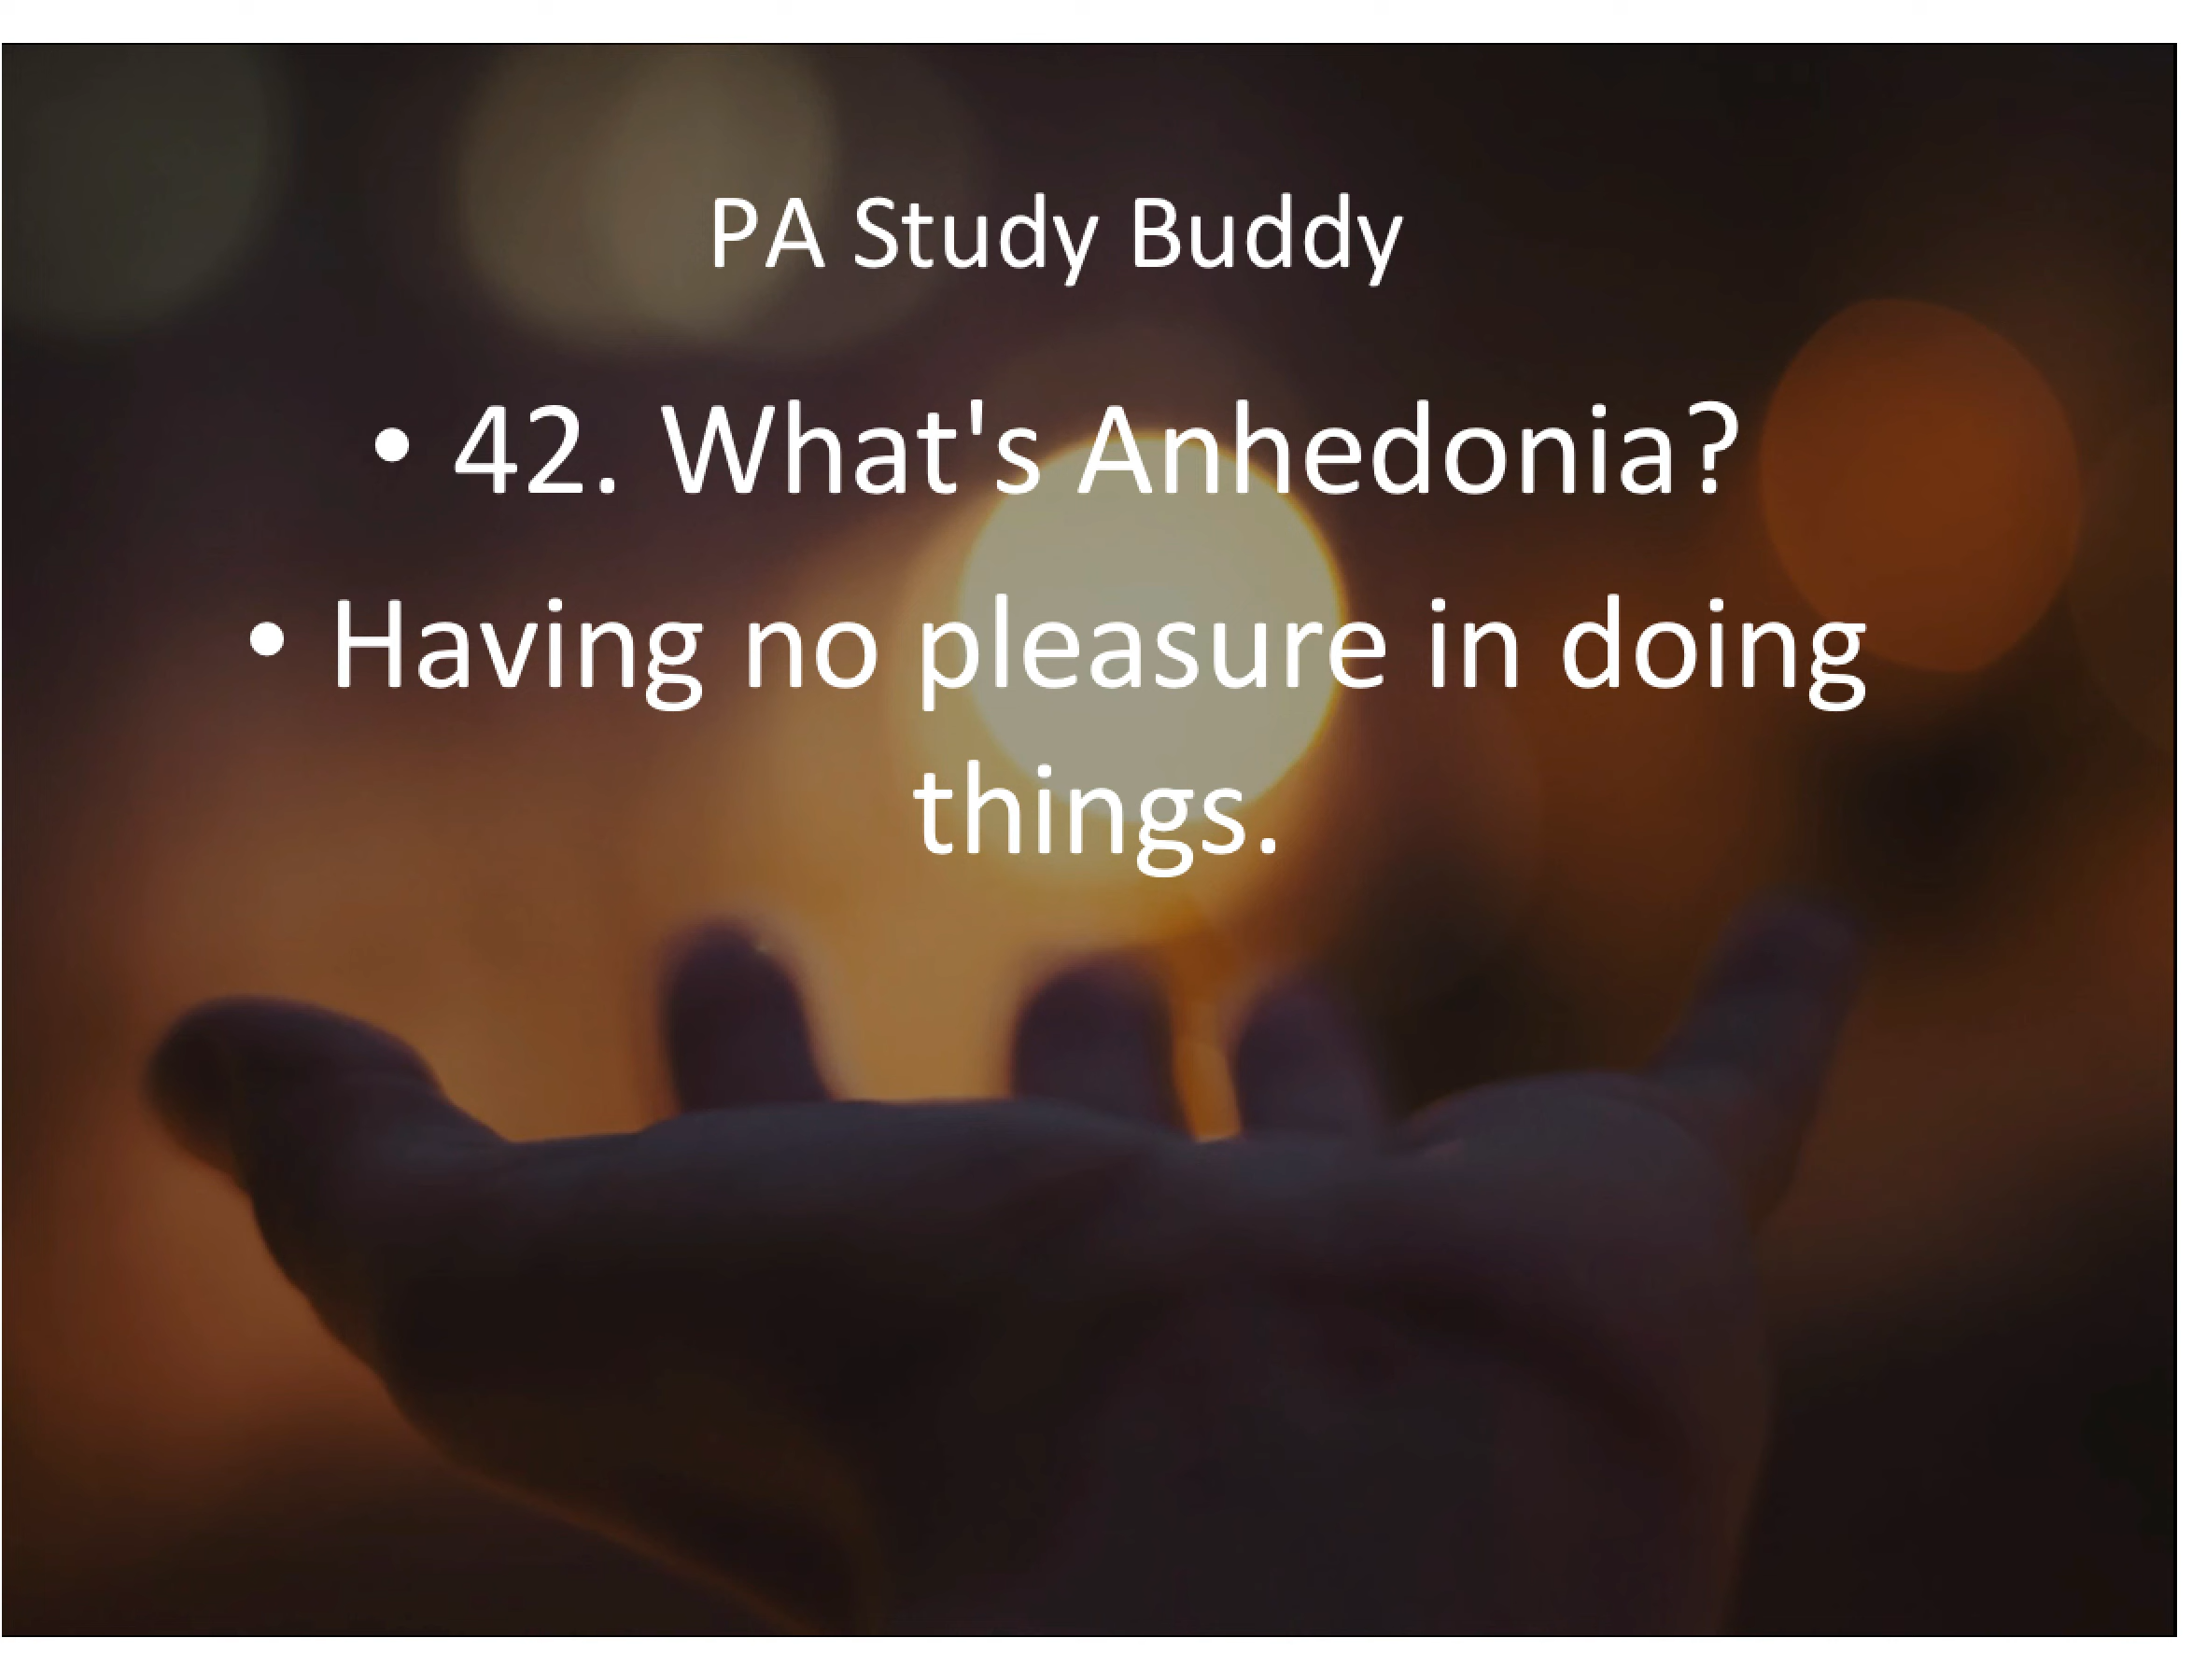 PA Study Buddy
• 42. What's Anhedonia?
• Having no pleasure in doing
things.